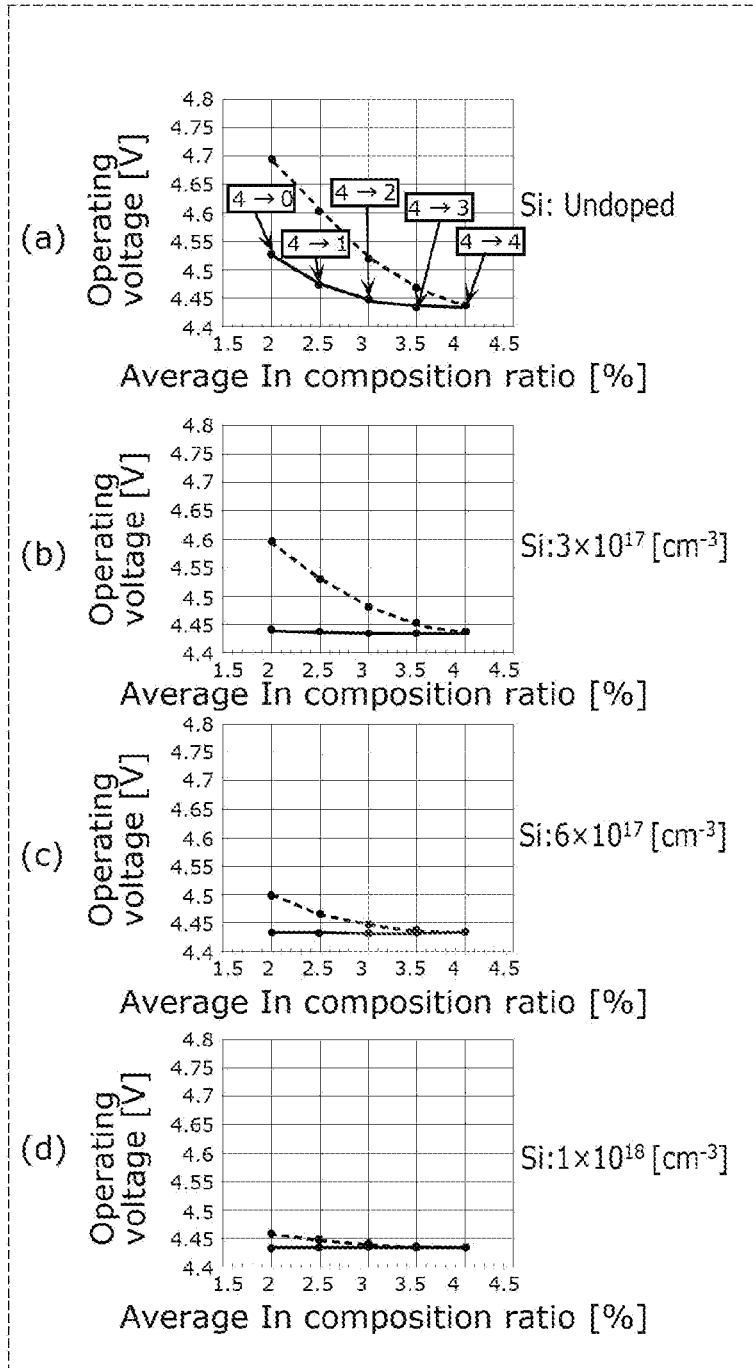 (a)
Operating voltage [V]
4.8
4.75
4.7
4.65
4.6
4.55
4.5
4.45
4.4
4 → 0
4 → 1
4 → 2
4 → 3
4 → 4
Si: Undoped
1.5 2 2.5 3 3.5 4 4.5
Average In composition ratio [%]
(b)
Operating voltage [V]
4.8
4.75
4.7
4.65
4.6
4.55
4.5
4.45
4.4
Si:3×10¹⁷[cm⁻³]
1.5 2 2.5 3 3.5 4 4.5
Average In composition ratio [%]
(c)
Operating voltage [V]
4.8
4.75
4.7
4.65
4.6
4.55
4.5
4.45
4.4
Si:6×10¹⁷[cm⁻³]
1.5 2 2.5 3 3.5 4 4.5
Average In composition ratio [%]
(d)
Operating voltage [V]
4.8
4.75
4.7
4.65
4.6
4.55
4.5
4.45
4.4
Si:1×10¹⁸[cm⁻³]
1.5 2 2.5 3 3.5 4 4.5
Average In composition ratio [%]